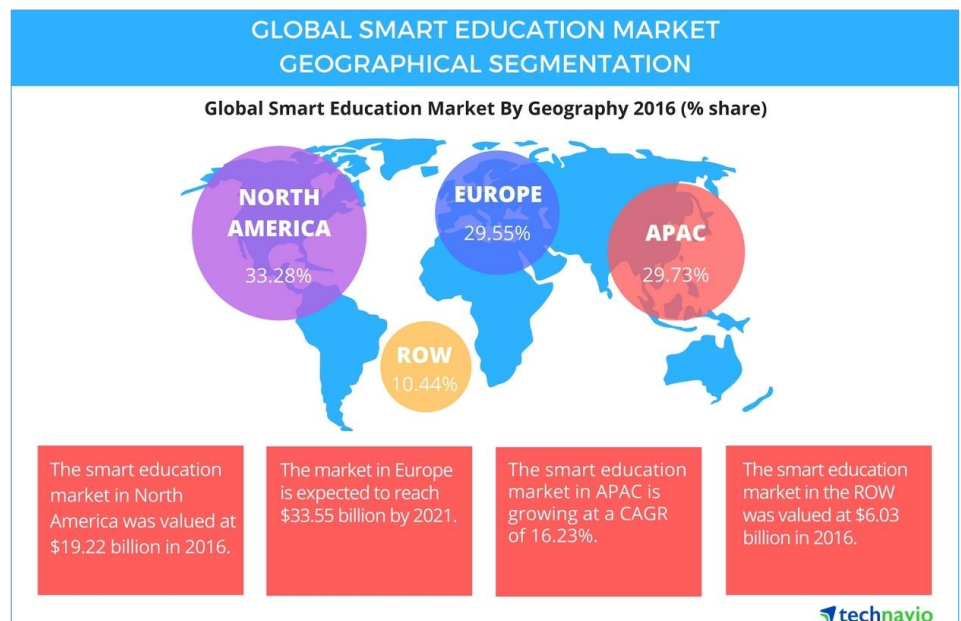 GLOBAL SMART EDUCATION MARKET
GEOGRAPHICAL SEGMENTATION
Global Smart Education Market By Geography 2016 (% share)
NORTH
AMERICA
33.28%
EUROPE
29.55%
APAC
29.73%
ROW
10.44%
The smart education
market in North
America was valued at
$19.22 billion in 2016.
The market in Europe
is expected to reach
$33.55 billion by 2021.
The smart education
market in APAC is
growing at a CAGR
of 16.23%.
The smart education
market in the ROW
was valued at $6.03
billion in 2016.
technavio